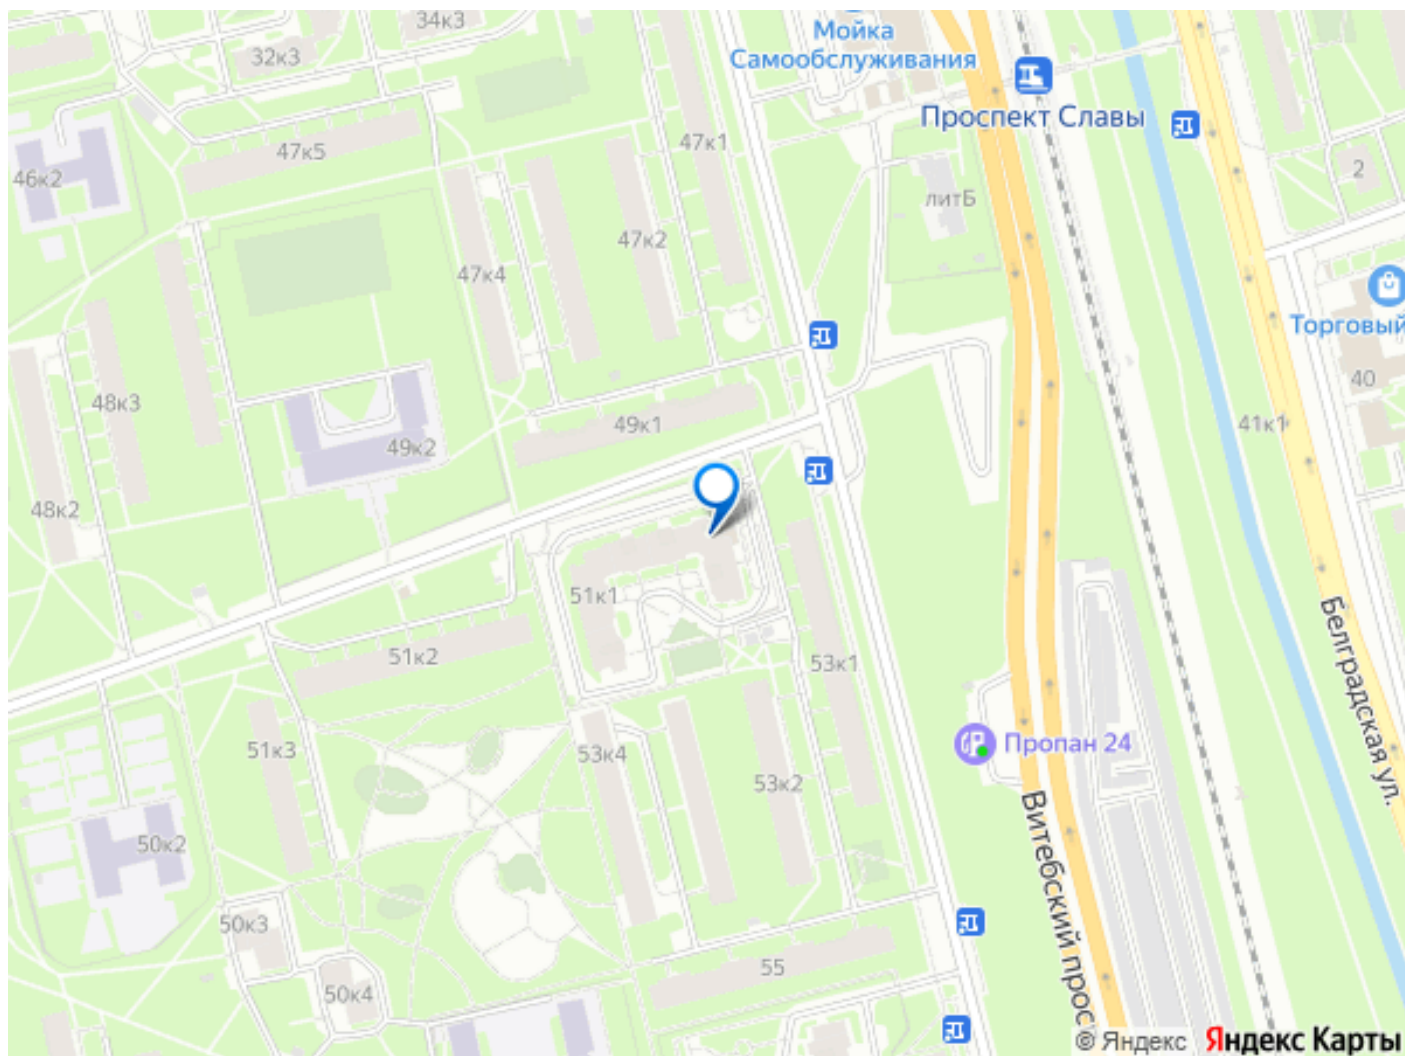 34к3
Мойка
Самообслуживания
32к3
Проспект Славы
47к1
47к5
46к2
2
литБ
47к2
47к4
Торговый
40
48к3
49к1
41к1
49к2
48к2
51к1
Белградская ул.
51к2
53к1
51к3
53к4
Пропан 24
53к2
Витебский прос
50к2
50к3
55
50к4
© Яндекс Яндекс Карты